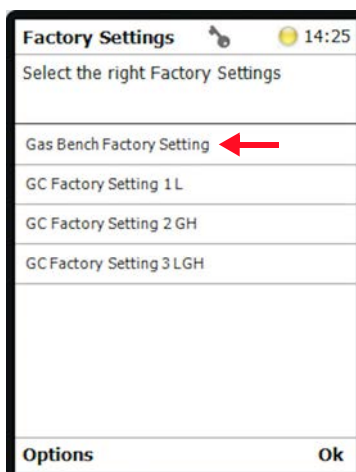 Factory Settings 14:25
Select the right Factory Settings
Gas Bench Factory Setting
GC Factory Setting 1 L
GC Factory Setting 2 GH
GC Factory Setting 3 LGH
Options Ok